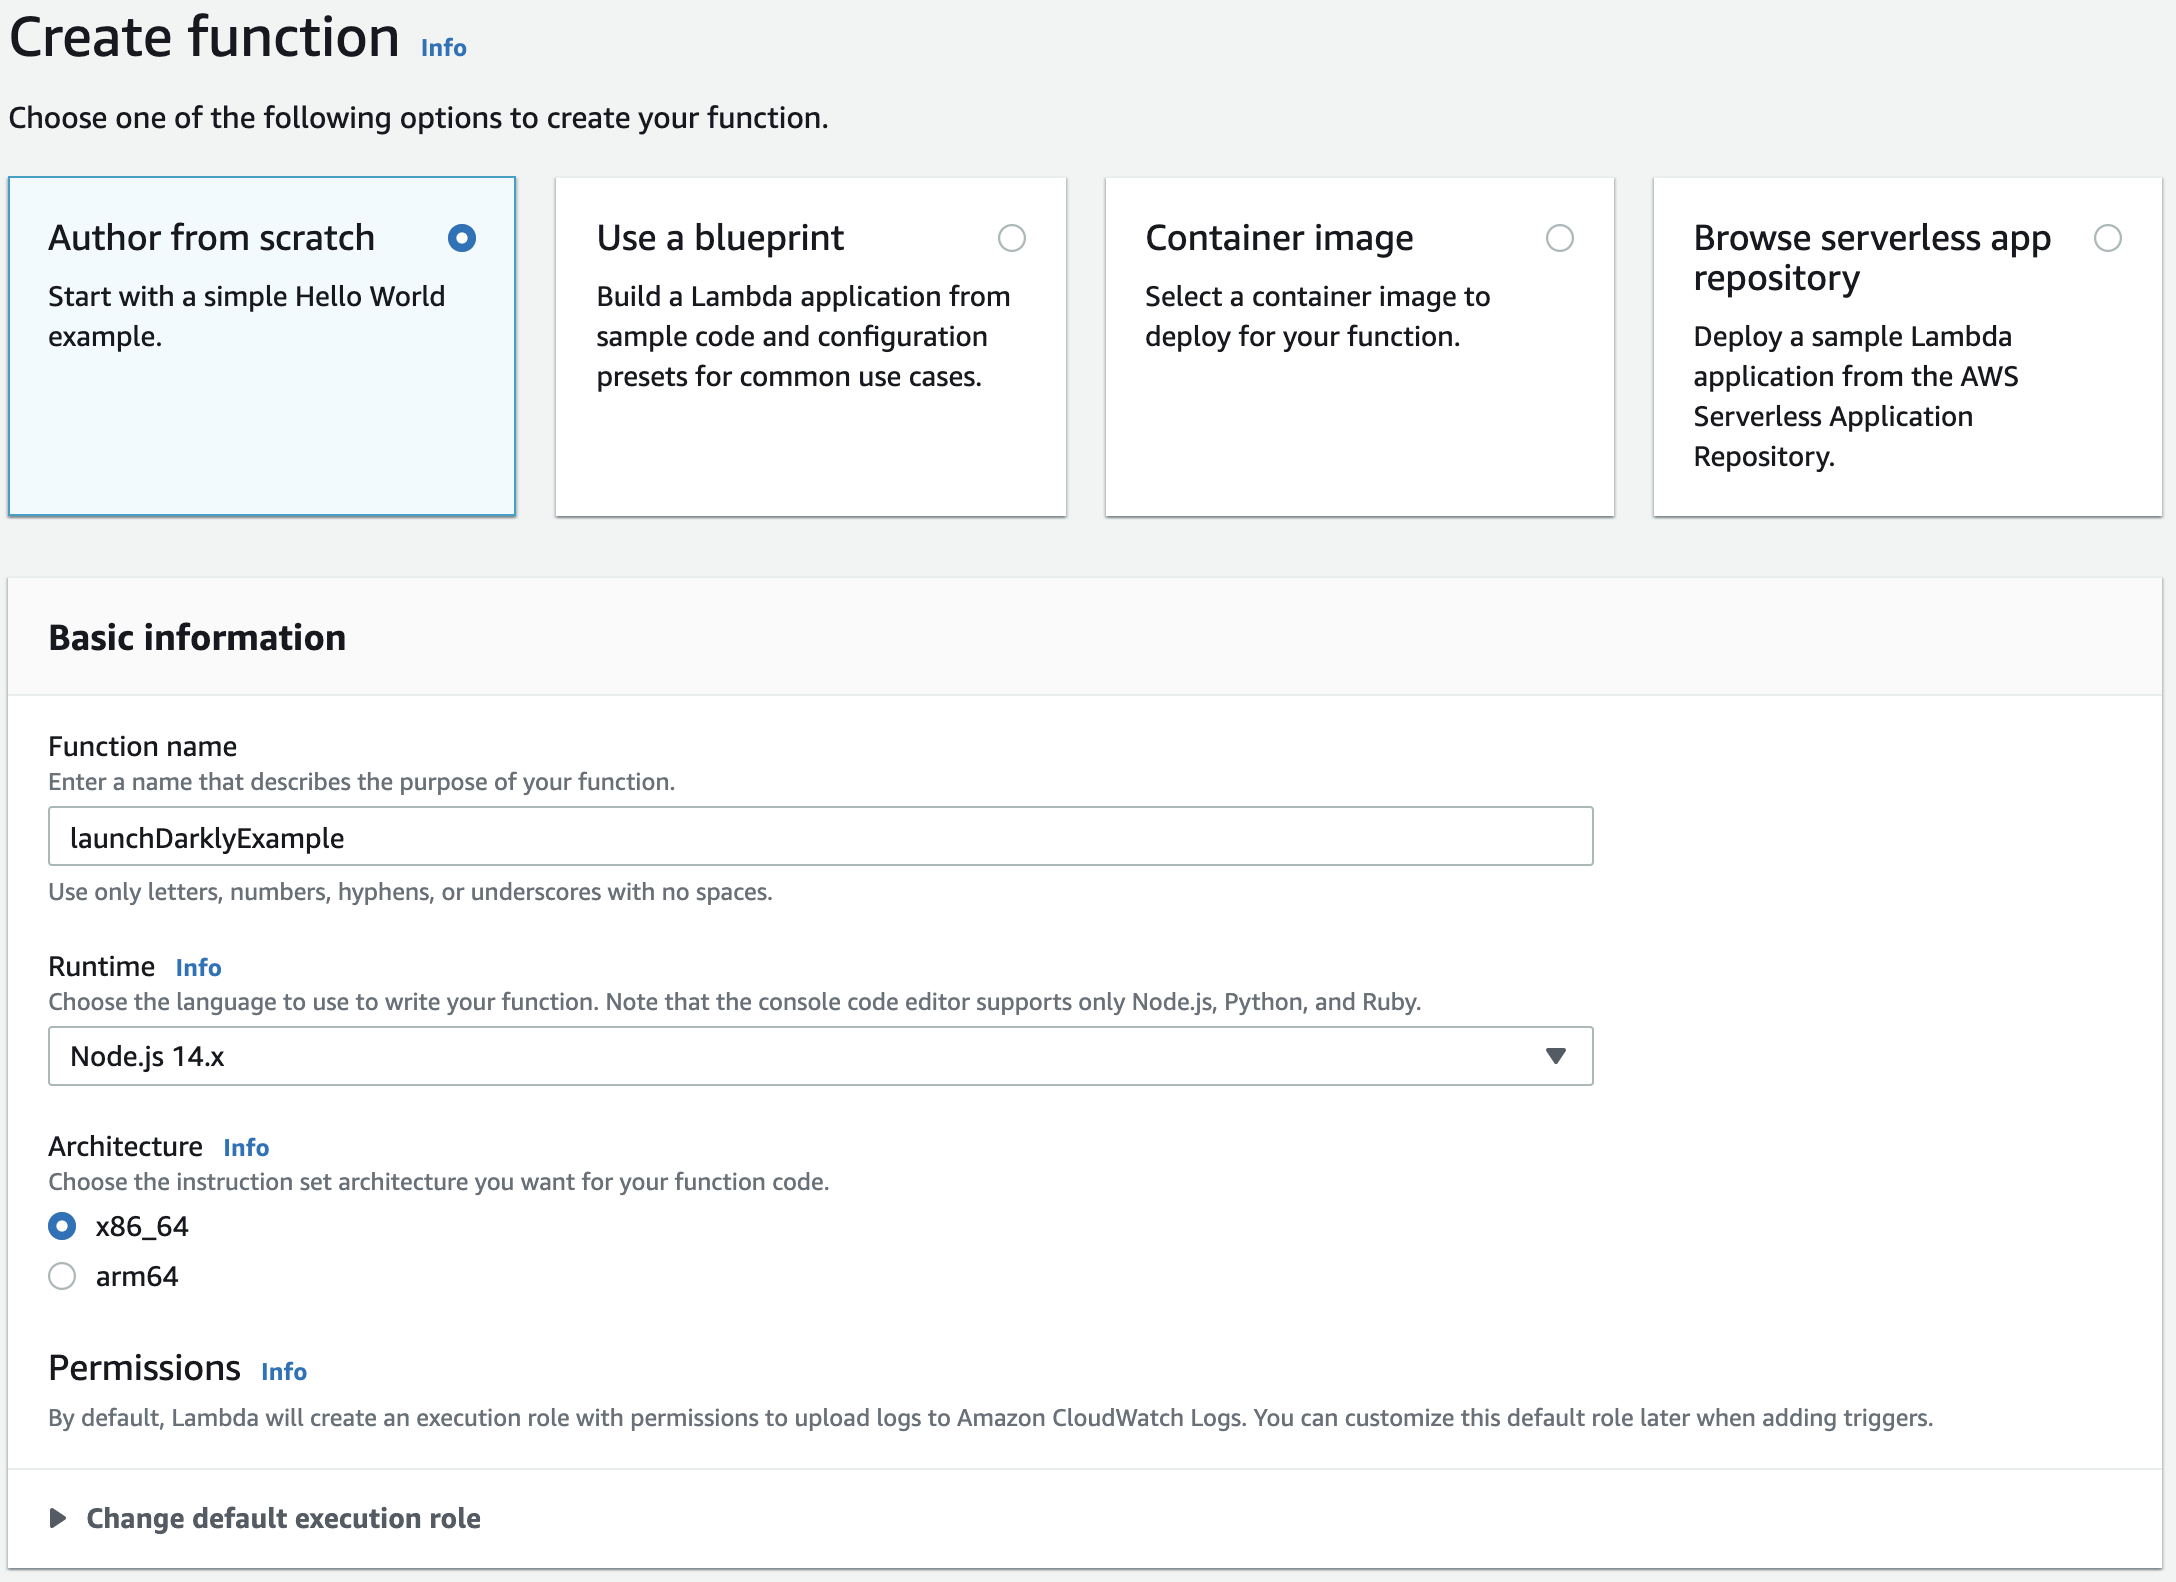 Create function Info
Choose one of the following options to create your function.
Author from scratch
Start with a simple Hello World
example.
Use a blueprint
Build a Lambda application from
sample code and configuration
presets for common use cases.
Container image
Select a container image to
deploy for your function.
Browse serverless app
repository
Deploy a sample Lambda
application from the AWS
Serverless Application
Repository.
Basic information
Function name
Enter a name that describes the purpose of your function.
launchDarklyExample
Use only letters, numbers, hyphens, or underscores with no spaces.
Runtime Info
Choose the language to use to write your function. Note that the console code editor supports only Node.js, Python, and Ruby.
Node.js 14.x
Architecture Info
Choose the instruction set architecture you want for your function code.
x86_64
arm64
Permissions Info
By default, Lambda will create an execution role with permissions to upload logs to Amazon CloudWatch Logs. You can customize this default role later when adding triggers.
Change default execution role